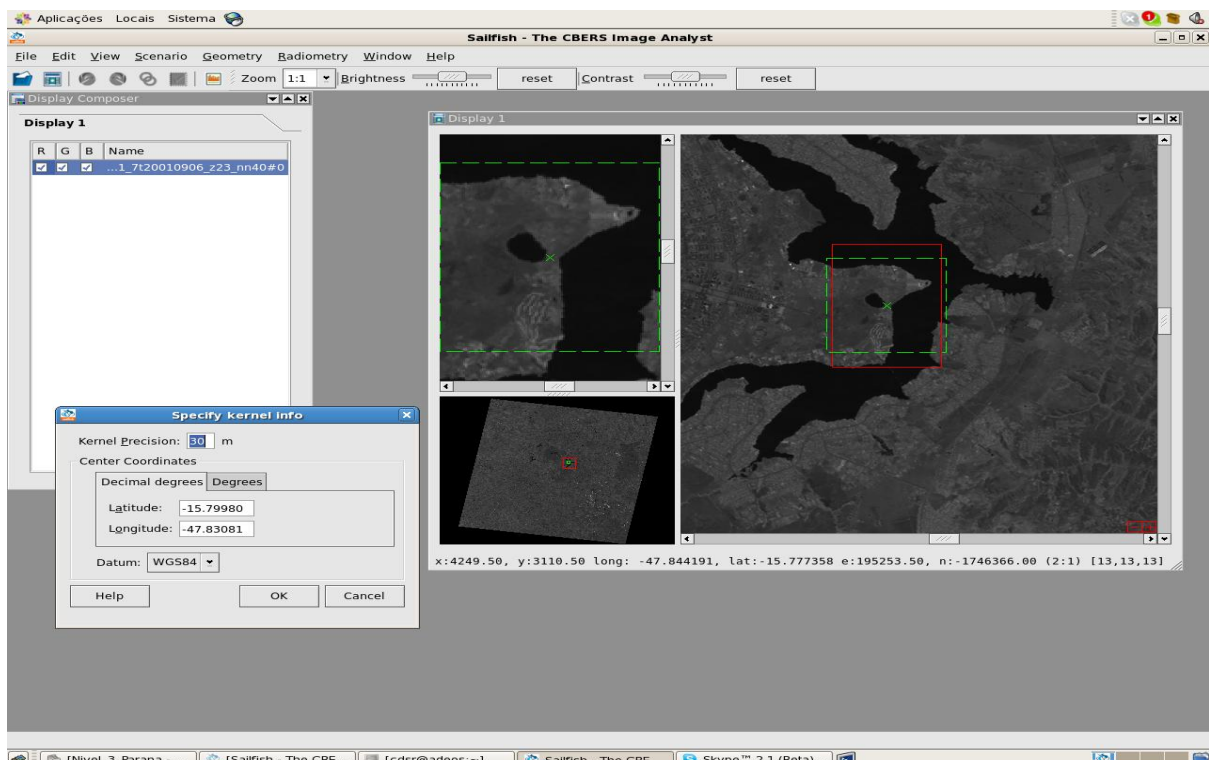 Aplicações Locais Sistema
Sailfish - The CBERS Image Analyst
File Edit View Scenario Geometry Radiometry Window Help
Zoom 1:1 Brightness reset Contrast reset
Display Composer
Display 1
R G B Name
...1_7t20010906_z23_nn40#0
Display 1
x:4249.50, y:3110.50 long: -47.844191, lat:-15.777358 e:195253.50, n:-1746366.00 (2:1) [13,13,13]
Specify kernel info
Kernel Precision: 30 m
Center Coordinates
Decimal degrees Degrees
Latitude: -15.79980
Longitude: -47.83081
Datum: WGS84
Help OK Cancel
[Nivel_3_Parana - [Sailfish - The CBE [cdsr@adeos:~] Sailfish - The CBE Skype™ 2.1 (Beta)